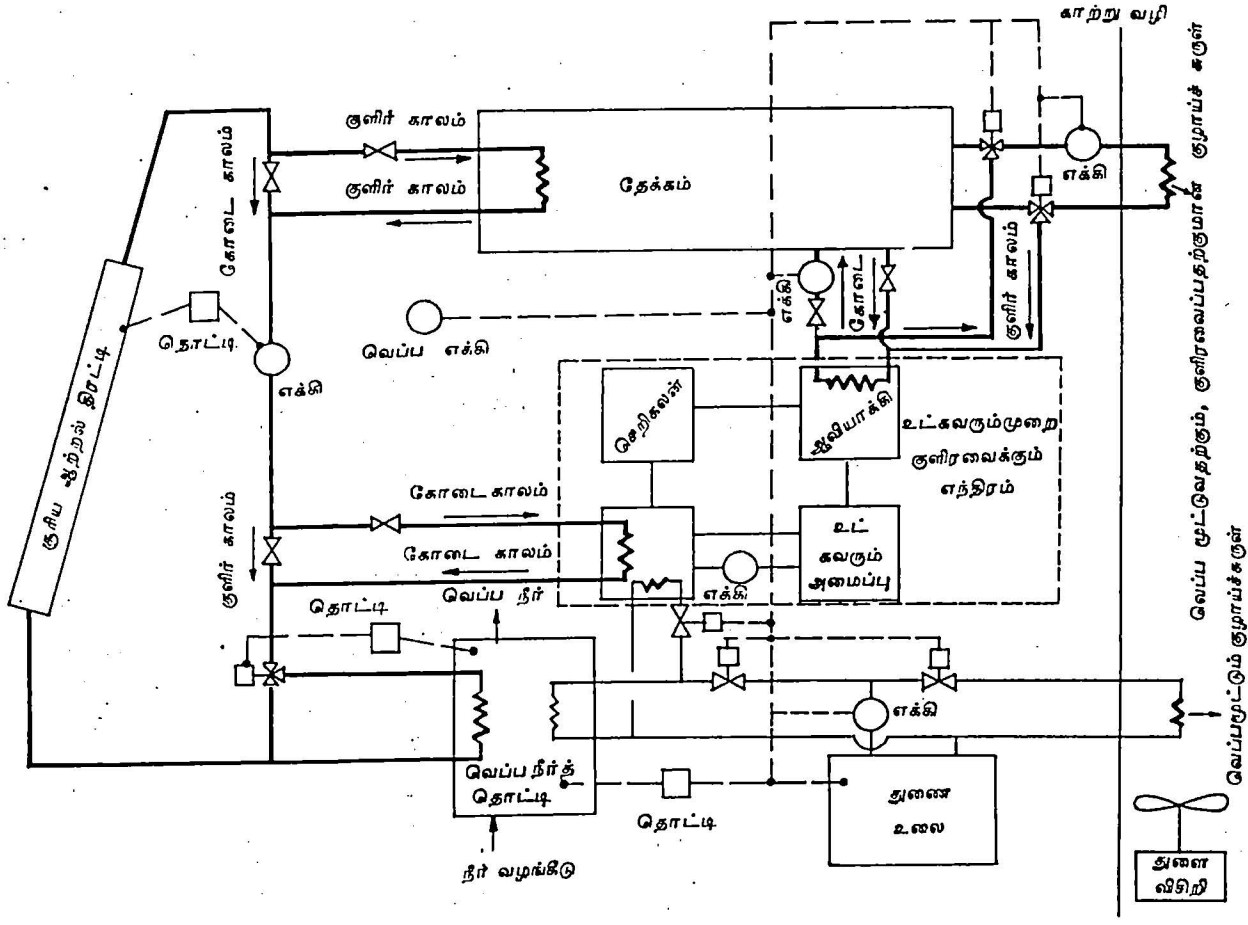 காற்று வழி
குளிர் காலம்
குளிர் காலம்
கோடை காலம்
தேக்கம்
எக்கி
குளிர் காலம்
எக்கி
கோடை
வெப்ப மூட்டுவதற்கும், குளிரவைப்பதற்குமான குழாய்ச் சுருள்
தொட்டி
எக்கி
வெப்ப எக்கி
சூரிய ஆற்றல் திரட்டி
செறிகலன்
ஆவியாக்கி
உட்கவரும்முறை
குளிரவைக்கும்
எந்திரம்
கோடை காலம்
கோடை காலம்
குளிர் காலம்
உட்
கவரும்
அமைப்பு
எக்கி
வெப்ப நீர்
தொட்டி
எக்கி
வெப்பமூட்டும் குழாய்ச்சுருள்
வெப்ப நீர்த்
தொட்டி
தொட்டி
துணை
உலை
நீர் வழங்கீடு
துளை
விசிறி